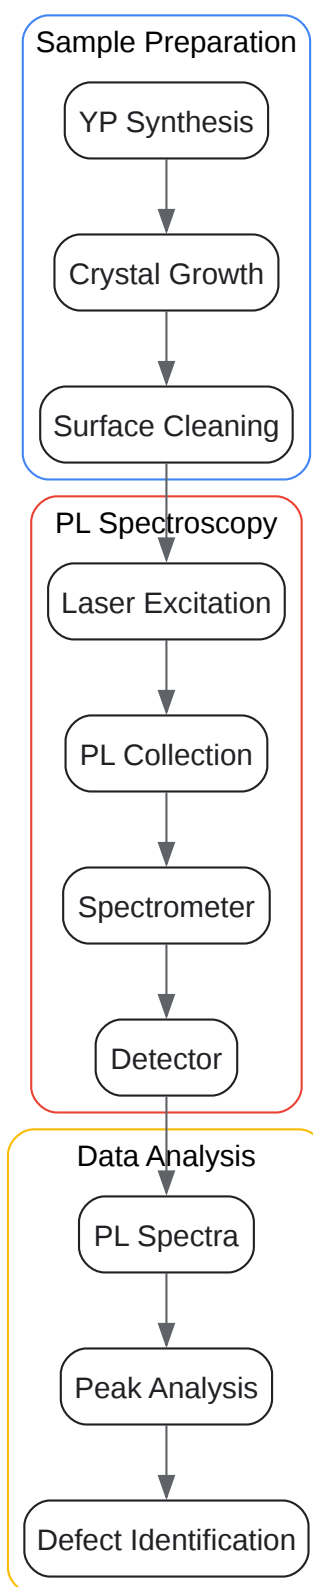 Sample Preparation
YP Synthesis
Crystal Growth
Surface Cleaning
PL Spectroscopy
Laser Excitation
PL Collection
Spectrometer
Detector
Data Analysis
PL Spectra
Peak Analysis
Defect Identification